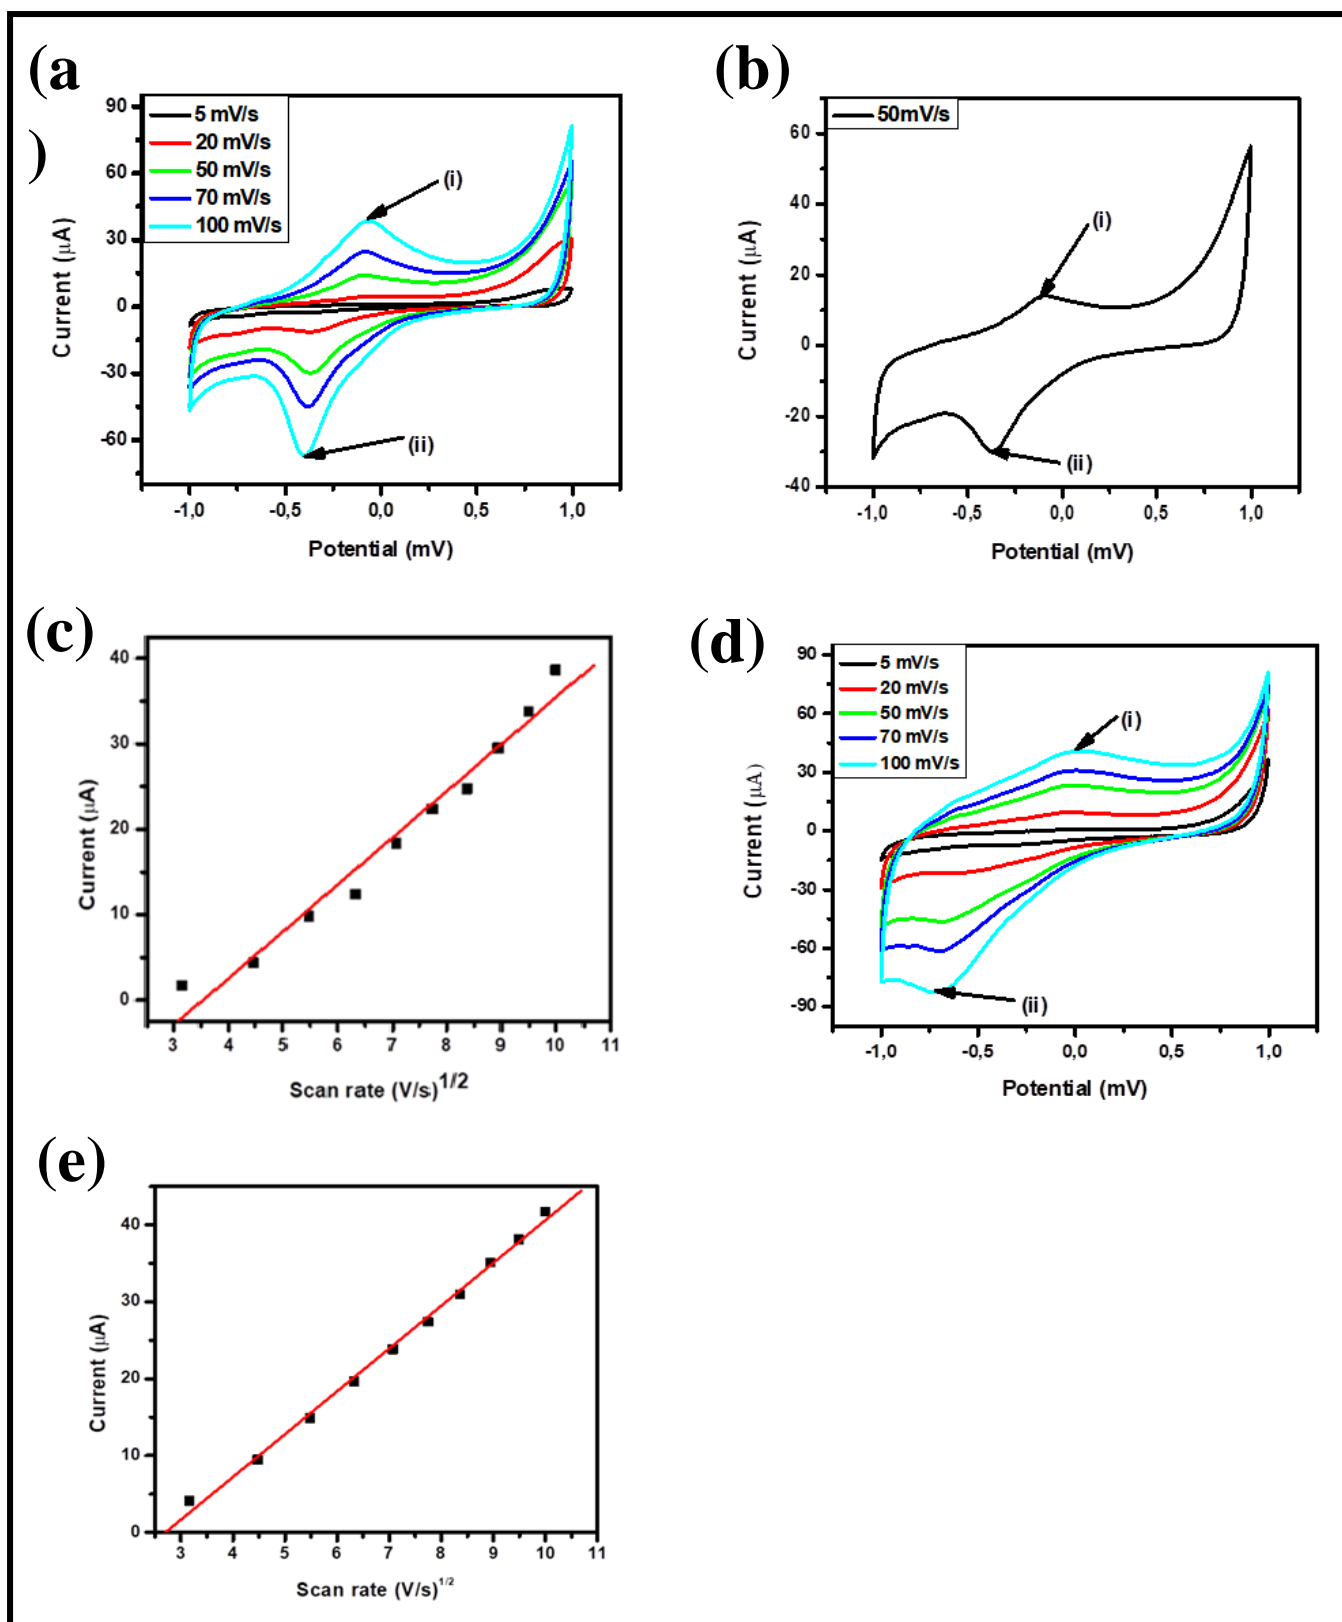 (a
)
90
60
30
0
-30
-60
5 mV/s
20 mV/s
50 mV/s
70 mV/s
100 mV/s
(i)
(ii)
Current (μA)
-1,0 -0,5 0,0 0,5 1,0
Potential (mV)
(b)
60
40
20
0
-20
-40
50mV/s
(i)
(ii)
Current (μA)
-1,0 -0,5 0,0 0,5 1,0
Potential (mV)
(c)
40
30
20
10
0
Current (μA)
3 4 5 6 7 8 9 10 11
Scan rate (V/s)1/2
(d)
90
60
30
0
-30
-60
-90
5 mV/s
20 mV/s
50 mV/s
70 mV/s
100 mV/s
(i)
(ii)
Current (μA)
-1,0 -0,5 0,0 0,5 1,0
Potential (mV)
(e)
40
30
20
10
0
Current (μA)
3 4 5 6 7 8 9 10 11
Scan rate (V/s)1/2